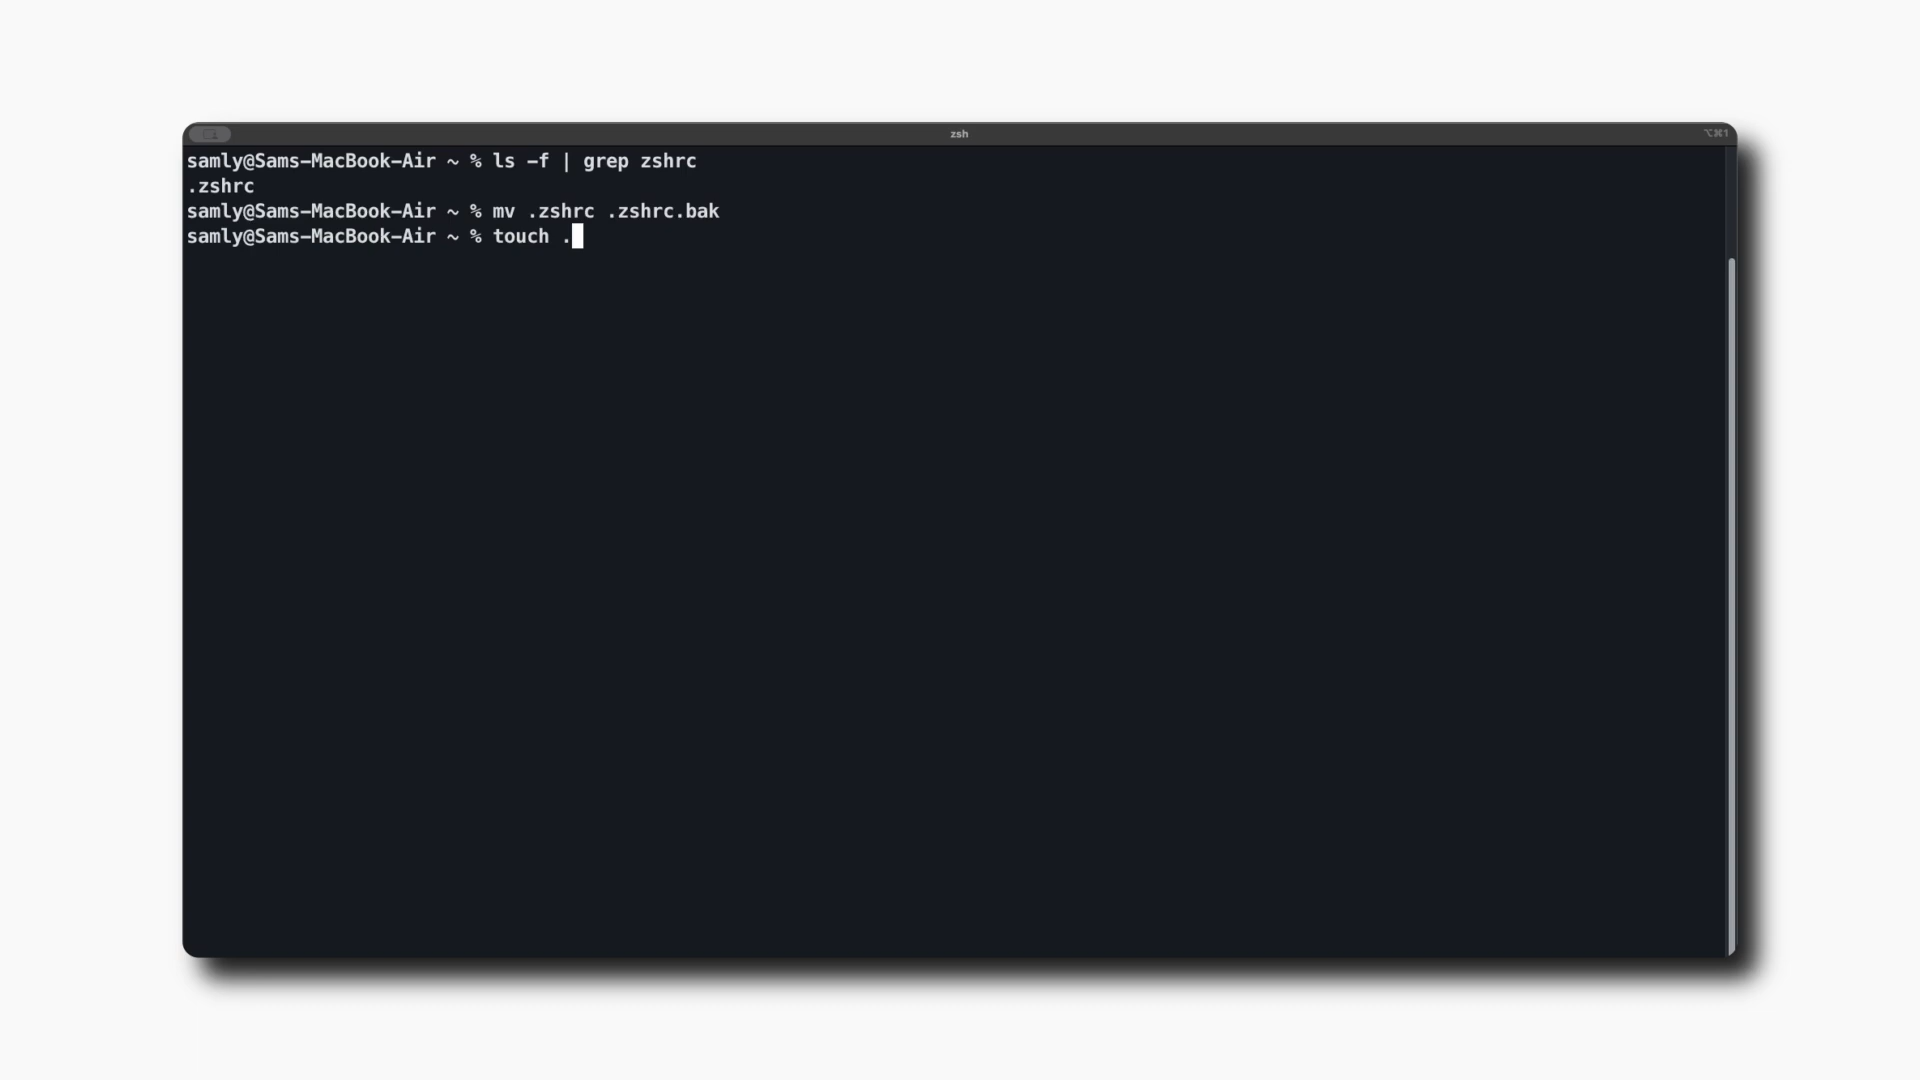 zsh
⌥⌘1
samly@Sams-MacBook-Air ~ % ls -f | grep zshrc
.zshrc
samly@Sams-MacBook-Air ~ % mv .zshrc .zshrc.bak
samly@Sams-MacBook-Air ~ % touch .